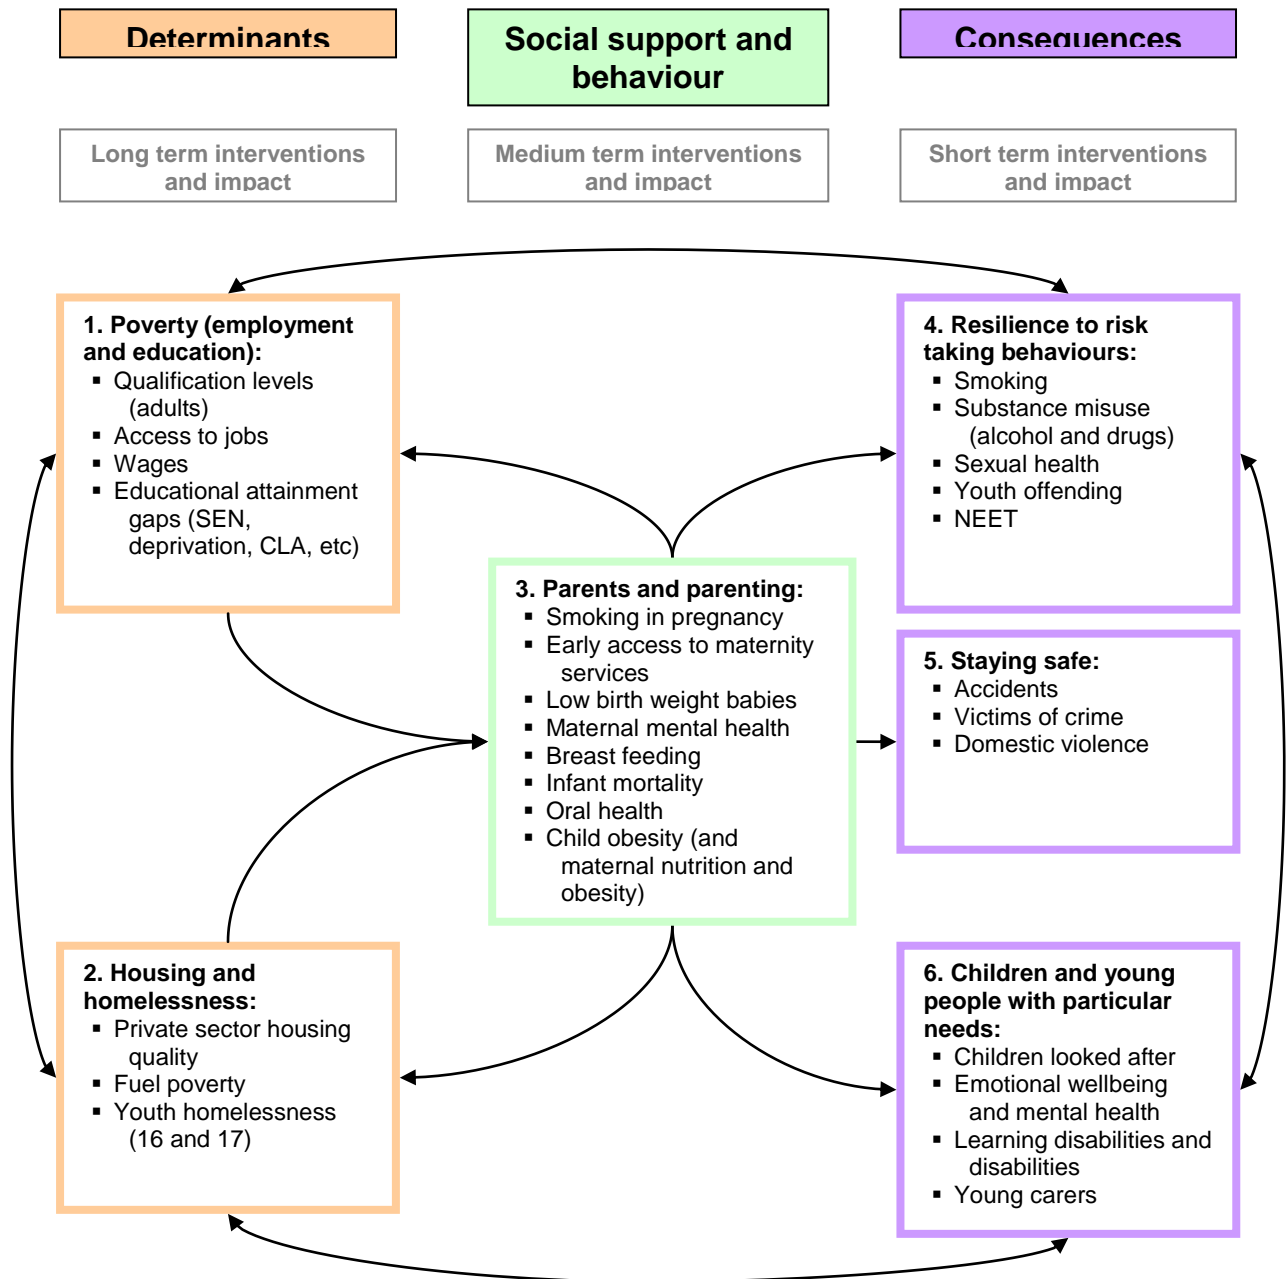 Determinants
Social support and
behaviour
Consequences
Long term interventions
and impact
Medium term interventions
and impact
Short term interventions
and impact
1. Poverty (employment
and education):
▪ Qualification levels
(adults)
▪ Access to jobs
▪ Wages
▪ Educational attainment
gaps (SEN,
deprivation, CLA, etc)
4. Resilience to risk
taking behaviours:
▪ Smoking
▪ Substance misuse
(alcohol and drugs)
▪ Sexual health
▪ Youth offending
▪ NEET
3. Parents and parenting:
▪ Smoking in pregnancy
▪ Early access to maternity
services
▪ Low birth weight babies
▪ Maternal mental health
▪ Breast feeding
▪ Infant mortality
▪ Oral health
▪ Child obesity (and
maternal nutrition and
obesity)
5. Staying safe:
▪ Accidents
▪ Victims of crime
▪ Domestic violence
2. Housing and
homelessness:
▪ Private sector housing
quality
▪ Fuel poverty
▪ Youth homelessness
(16 and 17)
6. Children and young
people with particular
needs:
▪ Children looked after
▪ Emotional wellbeing
and mental health
▪ Learning disabilities and
disabilities
▪ Young carers